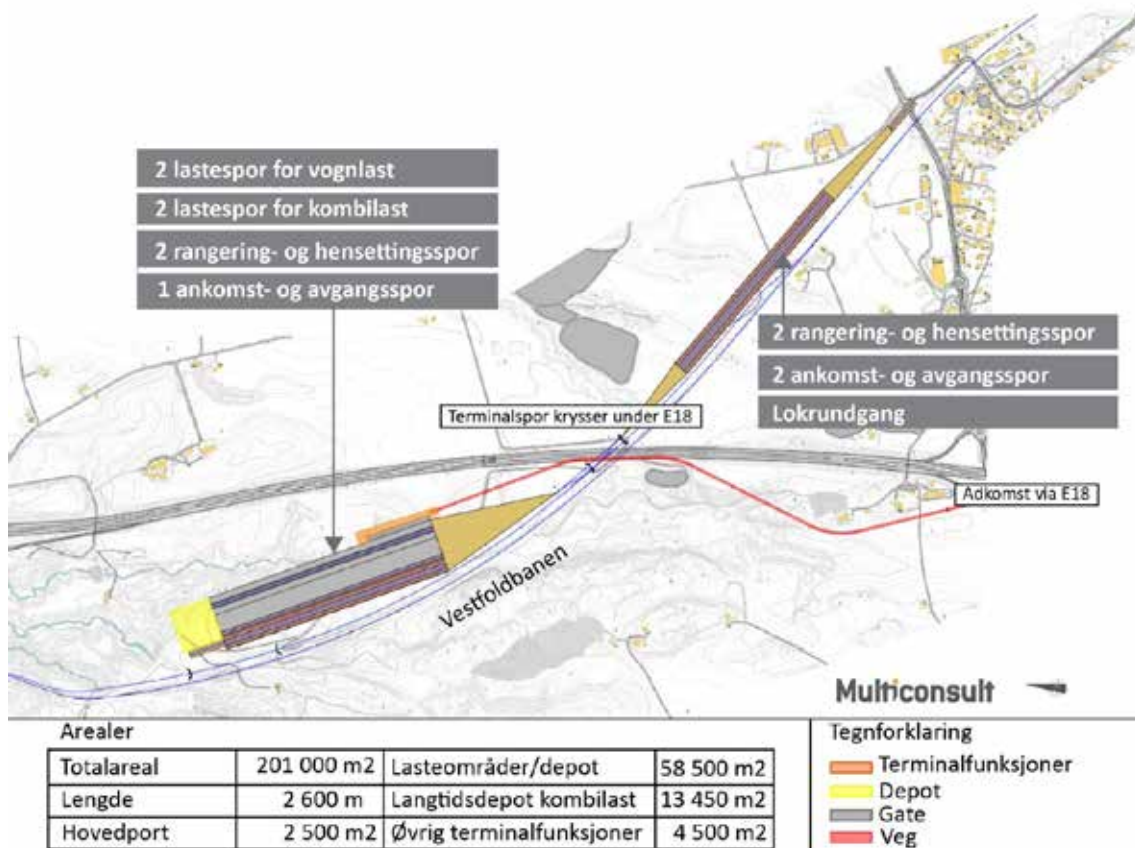 2 lastespor for vognlast
2 lastespor for kombilast
2 rangering- og hensettingsspor
1 ankomst- og avgangsspor
2 rangering- og hensettingsspor
2 ankomst- og avgangsspor
Lokrundgang
Terminalspor krysser under E18
Adkomst via E18
Vestfoldbanen
Multiconsult
Arealer
Totalareal 201 000 m2 Lasteområder/depot 58 500 m2
Lengde 2 600 m Langtidsdepot kombilast 13 450 m2
Hovedport 2 500 m2 Øvrig terminalfunksjoner 4 500 m2
Tegnforklaring
Terminalfunksjoner
Depot
Gate
Veg